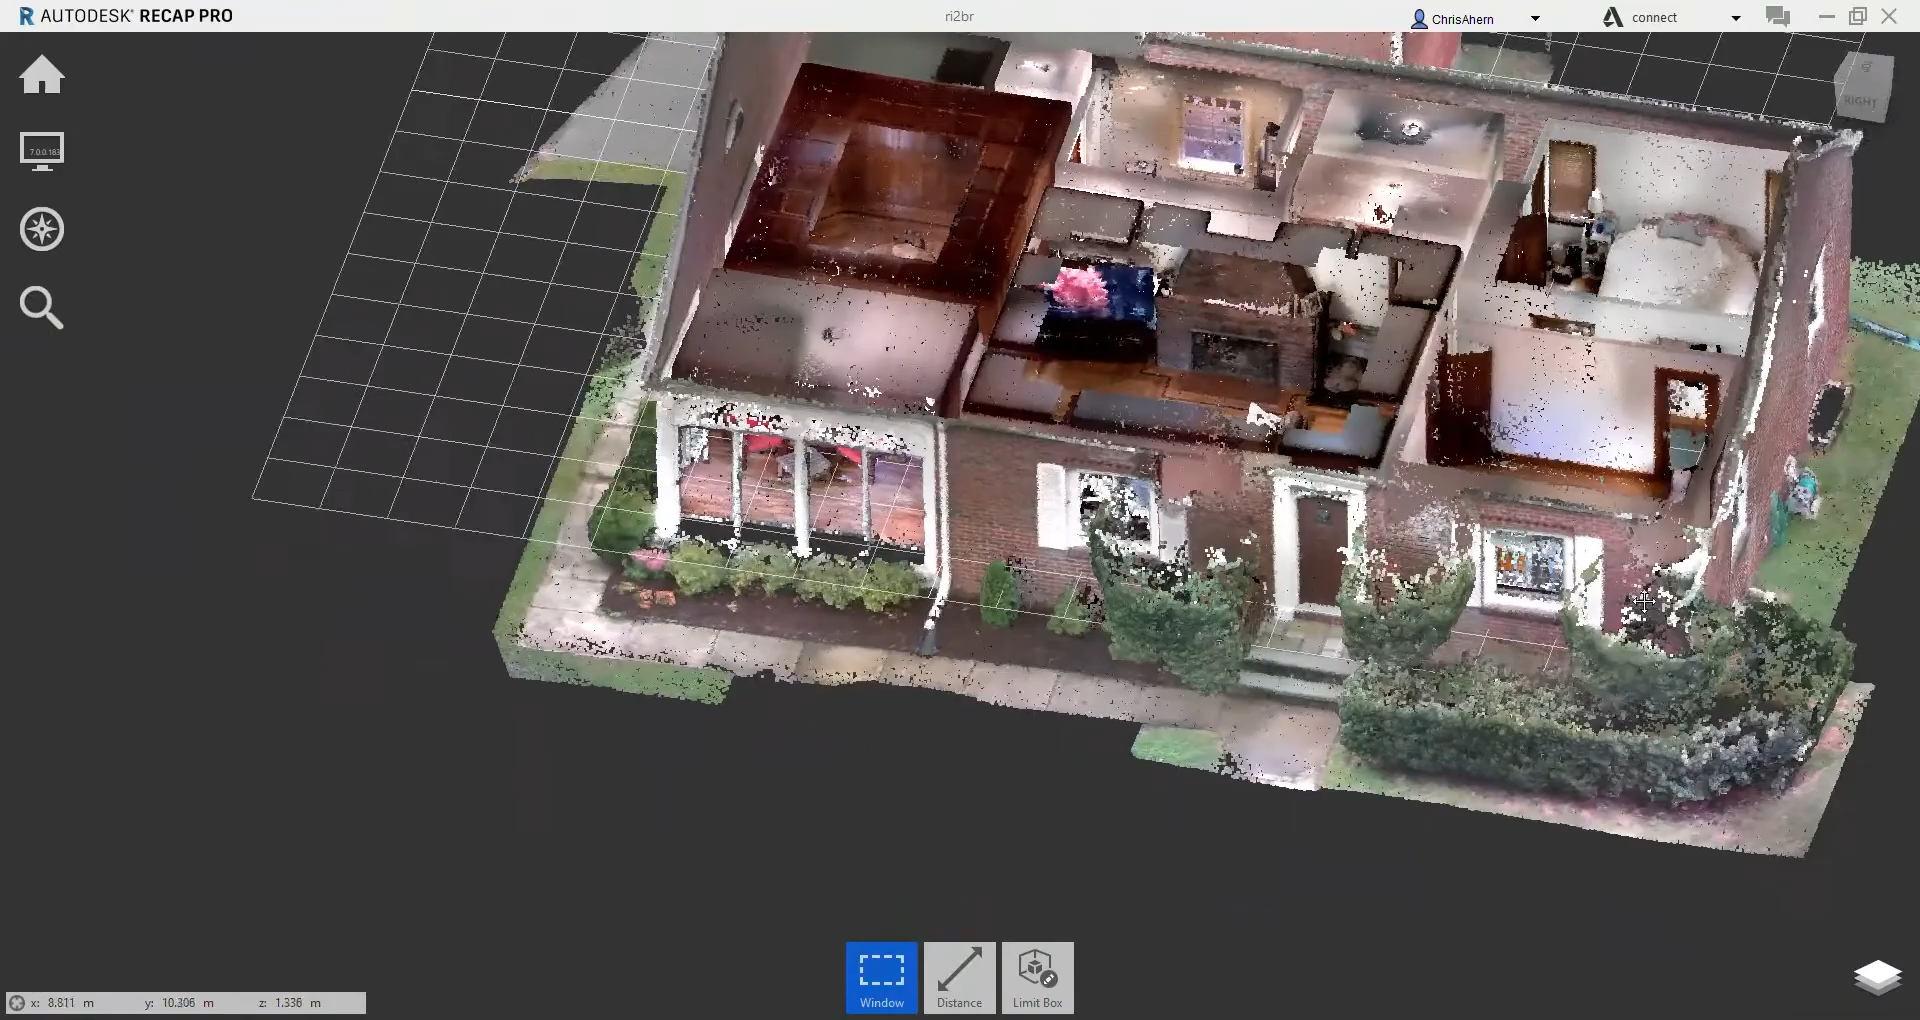 AUTODESK® RECAP PRO
ri2br
ChrisAhern
connect
RIGHT
x: 8.811 m y: 10.306 m z: 1.336 m
Window
Distance
Limit Box